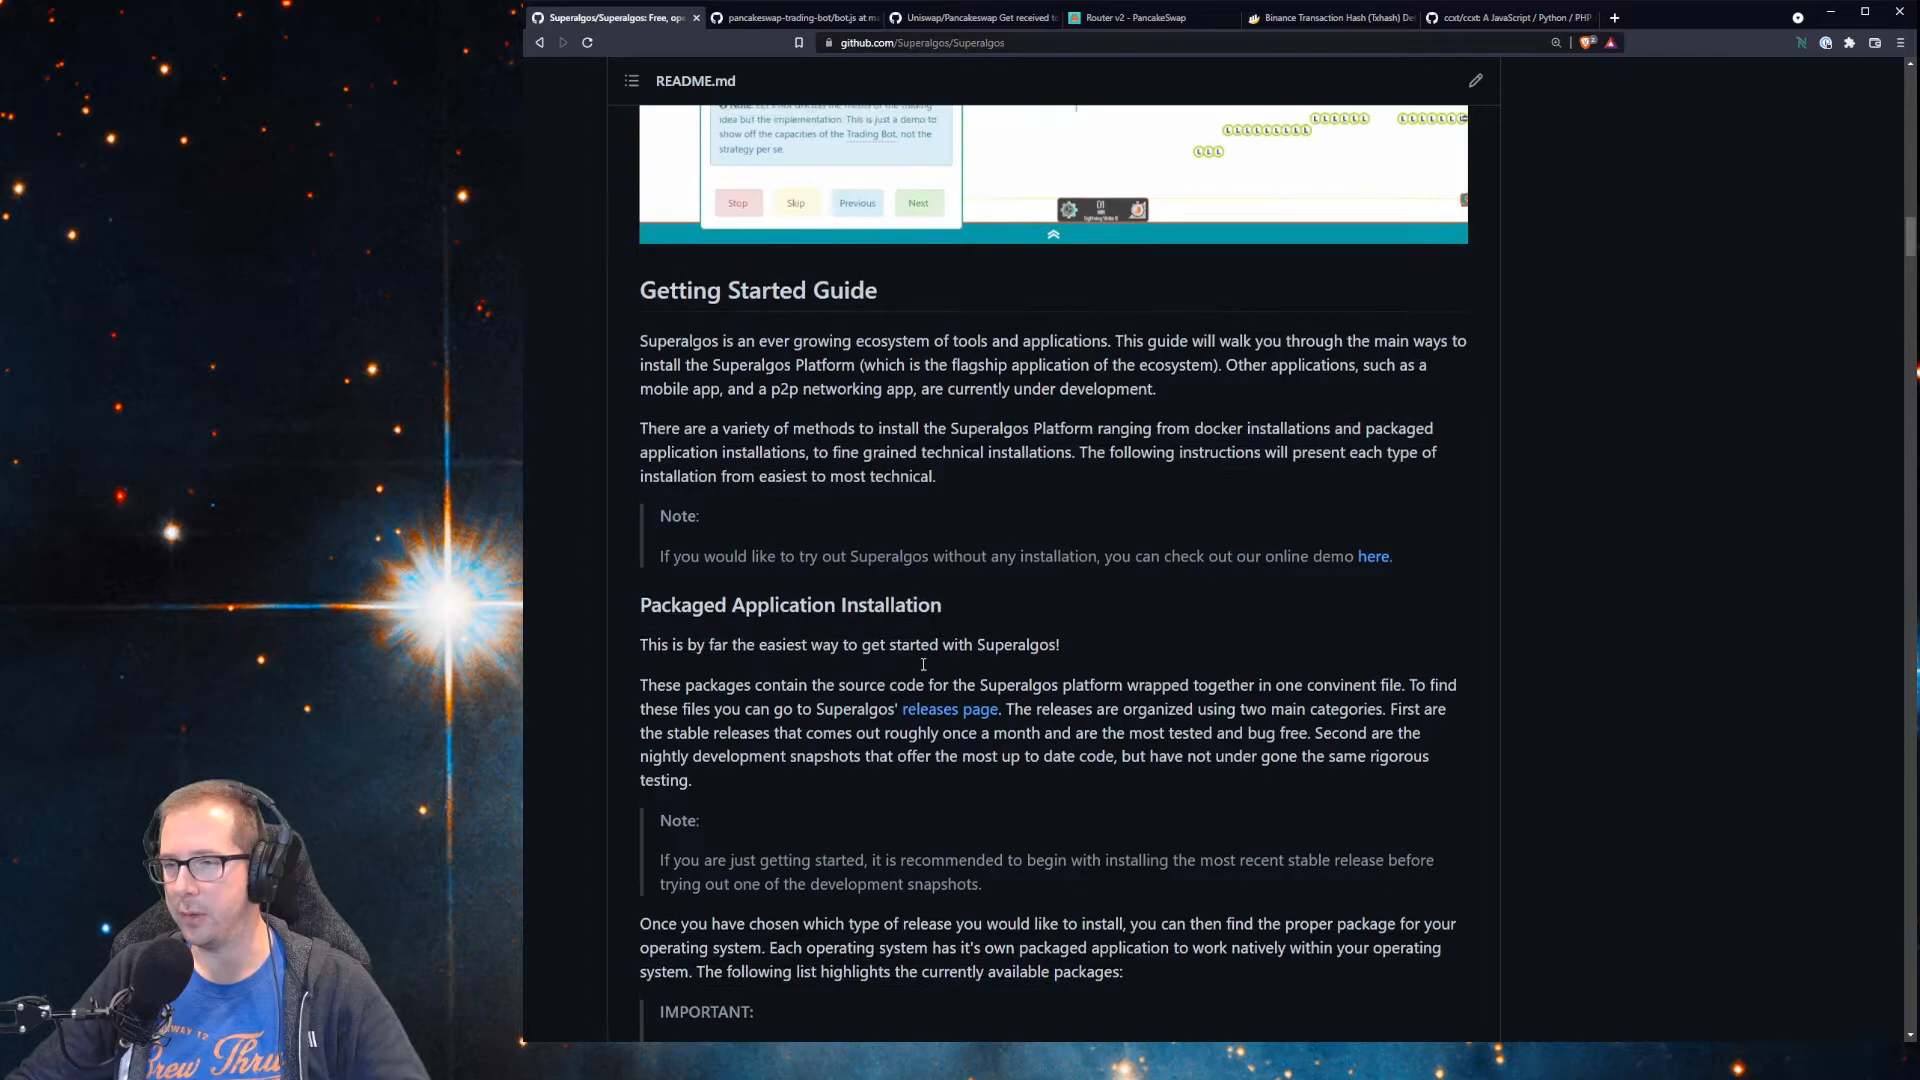 Superalgos/Superalgos: Free, ope
pancakeswap-trading-bot/bot.js at ma
Uniswap/Pancakeswap Get received to
Router v2 - PancakeSwap
Binance Transaction Hash (Txhash) De
ccxt/ccxt: A JavaScript / Python / PHP
github.com/Superalgos/Superalgos
README.md
idea but the implementation. This is just a demo to
show off the capacities of the Trading Bot, not the
strategy per se.
Stop
Skip
Previous
Next
01
Getting Started Guide
Superalgos is an ever growing ecosystem of tools and applications. This guide will walk you through the main ways to
install the Superalgos Platform (which is the flagship application of the ecosystem). Other applications, such as a
mobile app, and a p2p networking app, are currently under development.
There are a variety of methods to install the Superalgos Platform ranging from docker installations and packaged
application installations, to fine grained technical installations. The following instructions will present each type of
installation from easiest to most technical.
Note:
If you would like to try out Superalgos without any installation, you can check out our online demo here.
Packaged Application Installation
This is by far the easiest way to get started with Superalgos!
These packages contain the source code for the Superalgos platform wrapped together in one convinent file. To find
these files you can go to Superalgos' releases page. The releases are organized using two main categories. First are
the stable releases that comes out roughly once a month and are the most tested and bug free. Second are the
nightly development snapshots that offer the most up to date code, but have not under gone the same rigorous
testing.
Note:
If you are just getting started, it is recommended to begin with installing the most recent stable release before
trying out one of the development snapshots.
Once you have chosen which type of release you would like to install, you can then find the proper package for your
operating system. Each operating system has it's own packaged application to work natively within your operating
system. The following list highlights the currently available packages:
IMPORTANT:
WAY 12
Brew Thru